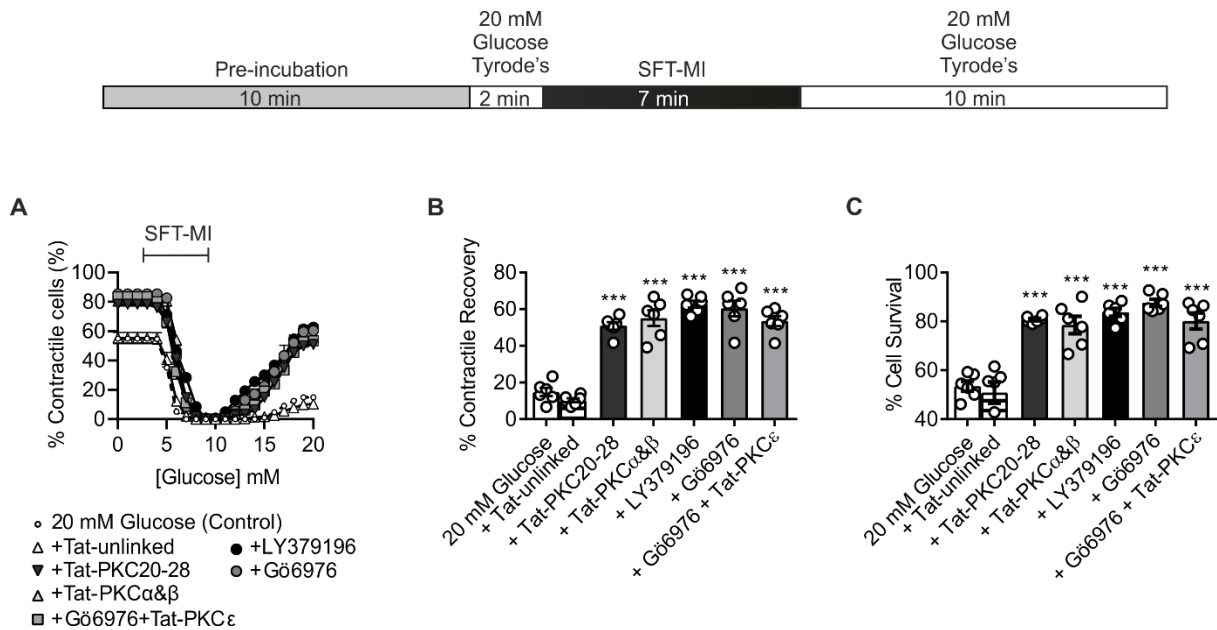 20 mM
Glucose
Tyrode's
20 mM
Glucose
Tyrode's
Pre-incubation
SFT-MI
10 min
2 min
7 min
10 min
A
SFT-MI
% Contractile cells (%)
100
80
60
40
20
0
0
5
10
15
20
[Glucose] mM
20 mM Glucose (Control)
+Tat-unlinked
+LY379196
+Tat-PKC20-28
+Gö6976
+Tat-PKCα&β
+Gö6976+Tat-PKCε
B
% Contractile Recovery
80
60
40
20
0
***
***
***
***
***
20 mM Glucose
+ Tat-unlinked
+ Tat-PKC20-28
+ Tat-PKCα&β
+ LY379196
+ Gö6976
+ Gö6976 + Tat-PKCε
C
% Cell Survival
100
80
60
40
***
***
***
***
***
20 mM Glucose
+ Tat-unlinked
+ Tat-PKC20-28
+ Tat-PKCα&β
+ LY379196
+ Gö6976
+ Gö6976 + Tat-PKCε